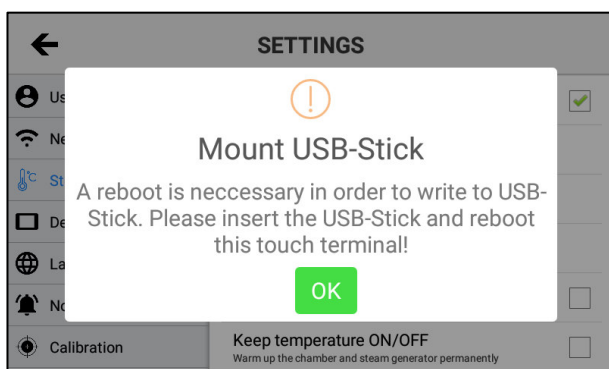 SETTINGS
Us
Ne
St
De
La
No
Calibration
Mount USB-Stick
A reboot is neccessary in order to write to USB-
Stick. Please insert the USB-Stick and reboot
this touch terminal!
OK
Keep temperature ON/OFF
Warm up the chamber and steam generator permanently